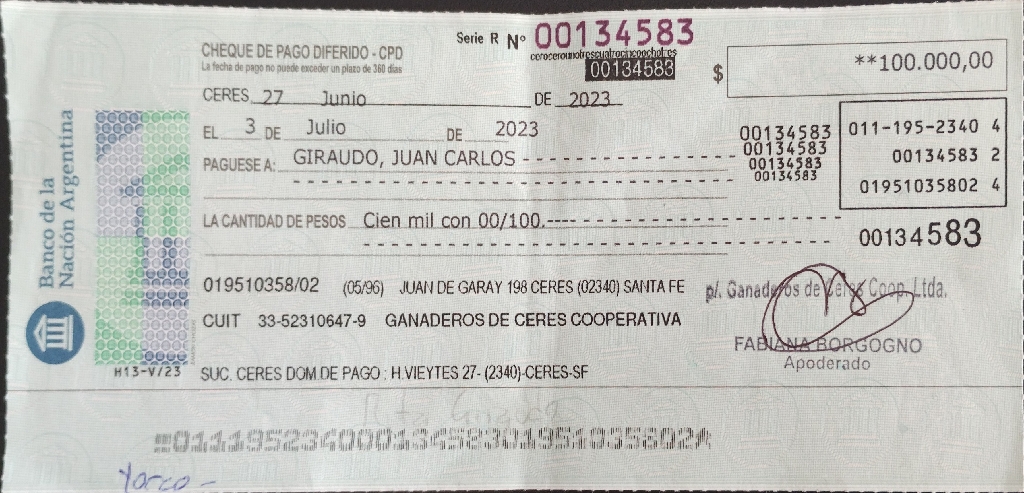 Serie R Nº 00134583
CHEQUE DE PAGO DIFERIDO - CPD
La fecha de pago no puede exceder un plazo de 360 días
cerocerounotrescuatrocincoochotres
00134583
$ **100.000,00
CERES 27 Junio DE 2023
EL 3 DE Julio DE 2023
00134583
00134583
00134583
00134583
011-195-2340 4
00134583 2
01951035802 4
PAGUESE A: GIRAUDO, JUAN CARLOS
LA CANTIDAD DE PESOS Cien mil con 00/100.----
00134583
Banco de la
Nación Argentina
019510358/02 (05/96) JUAN DE GARAY 198 CERES (02340) SANTA FE
p/. Ganaderos de Ceres Coop. Ltda.
CUIT 33-52310647-9 GANADEROS DE CERES COOPERATIVA
FABIANA BORGOGNO
Apoderado
H13-V/23
SUC. CERES DOM.DE PAGO : H.VIEYTES 27- (2340)-CERES-SF